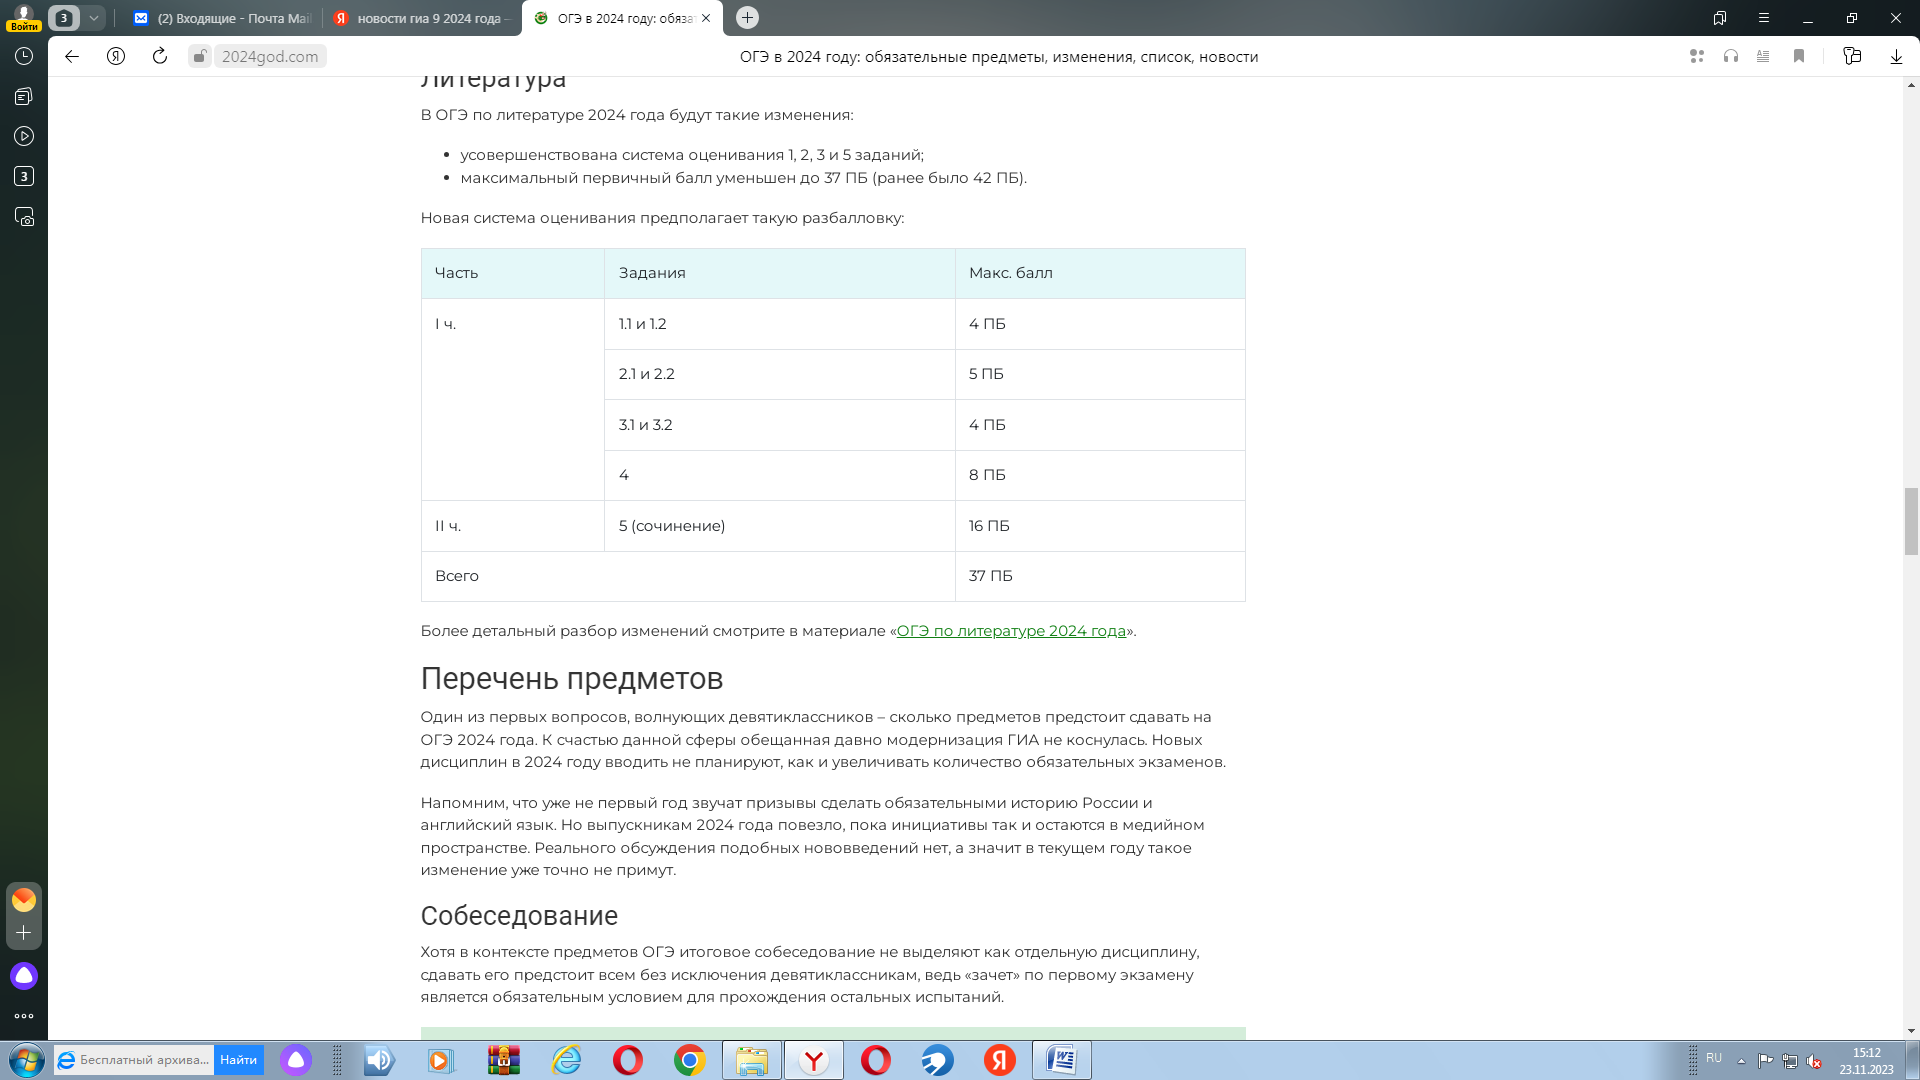 3
(2) Входящие - Почта Mail
новости гиа 9 2024 года –
ОГЭ в 2024 году: обяза
Войти
2024god.com
ОГЭ в 2024 году: обязательные предметы, изменения, список, новости
3
Литература
В ОГЭ по литературе 2024 года будут такие изменения:
усовершенствована система оценивания 1, 2, 3 и 5 заданий;
максимальный первичный балл уменьшен до 37 ПБ (ранее было 42 ПБ).
Новая система оценивания предполагает такую разбалловку:
Часть Задания Макс. балл
I ч. 1.1 и 1.2 4 ПБ
2.1 и 2.2 5 ПБ
3.1 и 3.2 4 ПБ
4 8 ПБ
II ч. 5 (сочинение) 16 ПБ
Всего 37 ПБ
Более детальный разбор изменений смотрите в материале «ОГЭ по литературе 2024 года».
Перечень предметов
Один из первых вопросов, волнующих девятиклассников – сколько предметов предстоит сдавать на
ОГЭ 2024 года. К счастью данной сферы обещанная давно модернизация ГИА не коснулась. Новых
дисциплин в 2024 году вводить не планируют, как и увеличивать количество обязательных экзаменов.
Напомним, что уже не первый год звучат призывы сделать обязательными историю России и
английский язык. Но выпускникам 2024 года повезло, пока инициативы так и остаются в медийном
пространстве. Реального обсуждения подобных нововведений нет, а значит в текущем году такое
изменение уже точно не примут.
Собеседование
Хотя в контексте предметов ОГЭ итоговое собеседование не выделяют как отдельную дисциплину,
сдавать его предстоит всем без исключения девятиклассникам, ведь «зачет» по первому экзамену
является обязательным условием для прохождения остальных испытаний.
Бесплатный архива... Найти
RU
15:12
23.11.2023